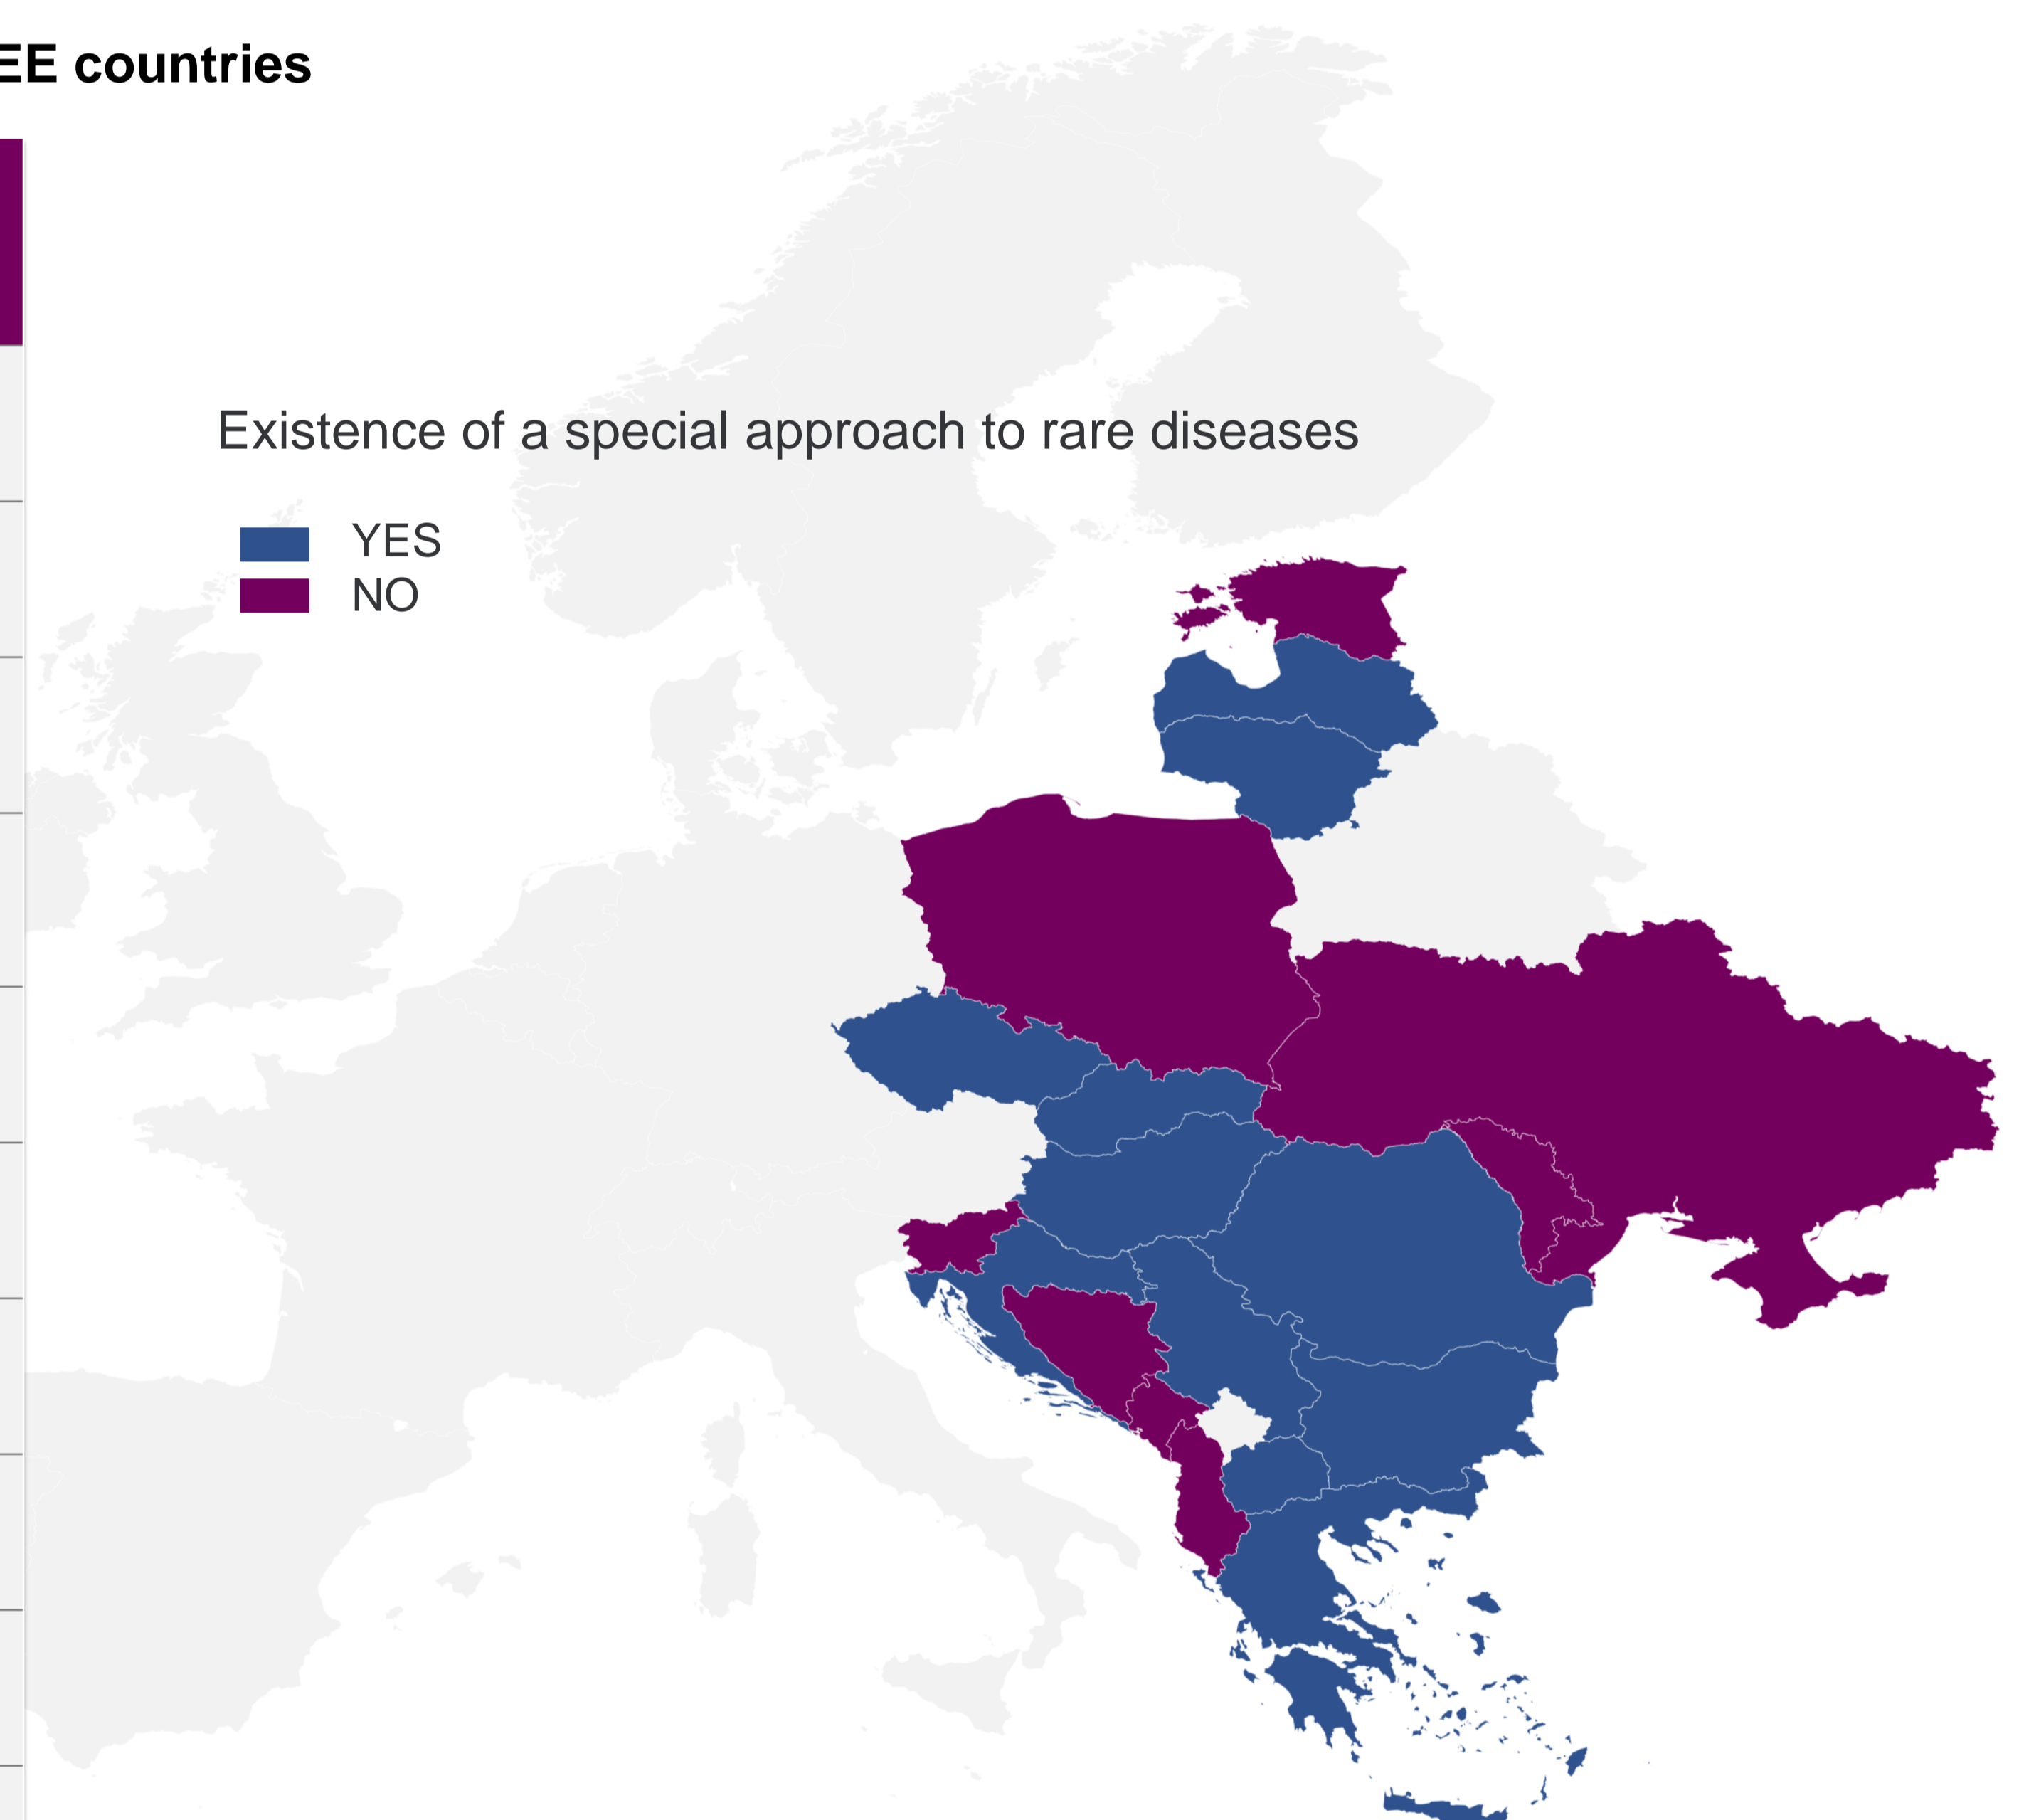 EE countries
Existence of a special approach to rare diseases
YES
NO